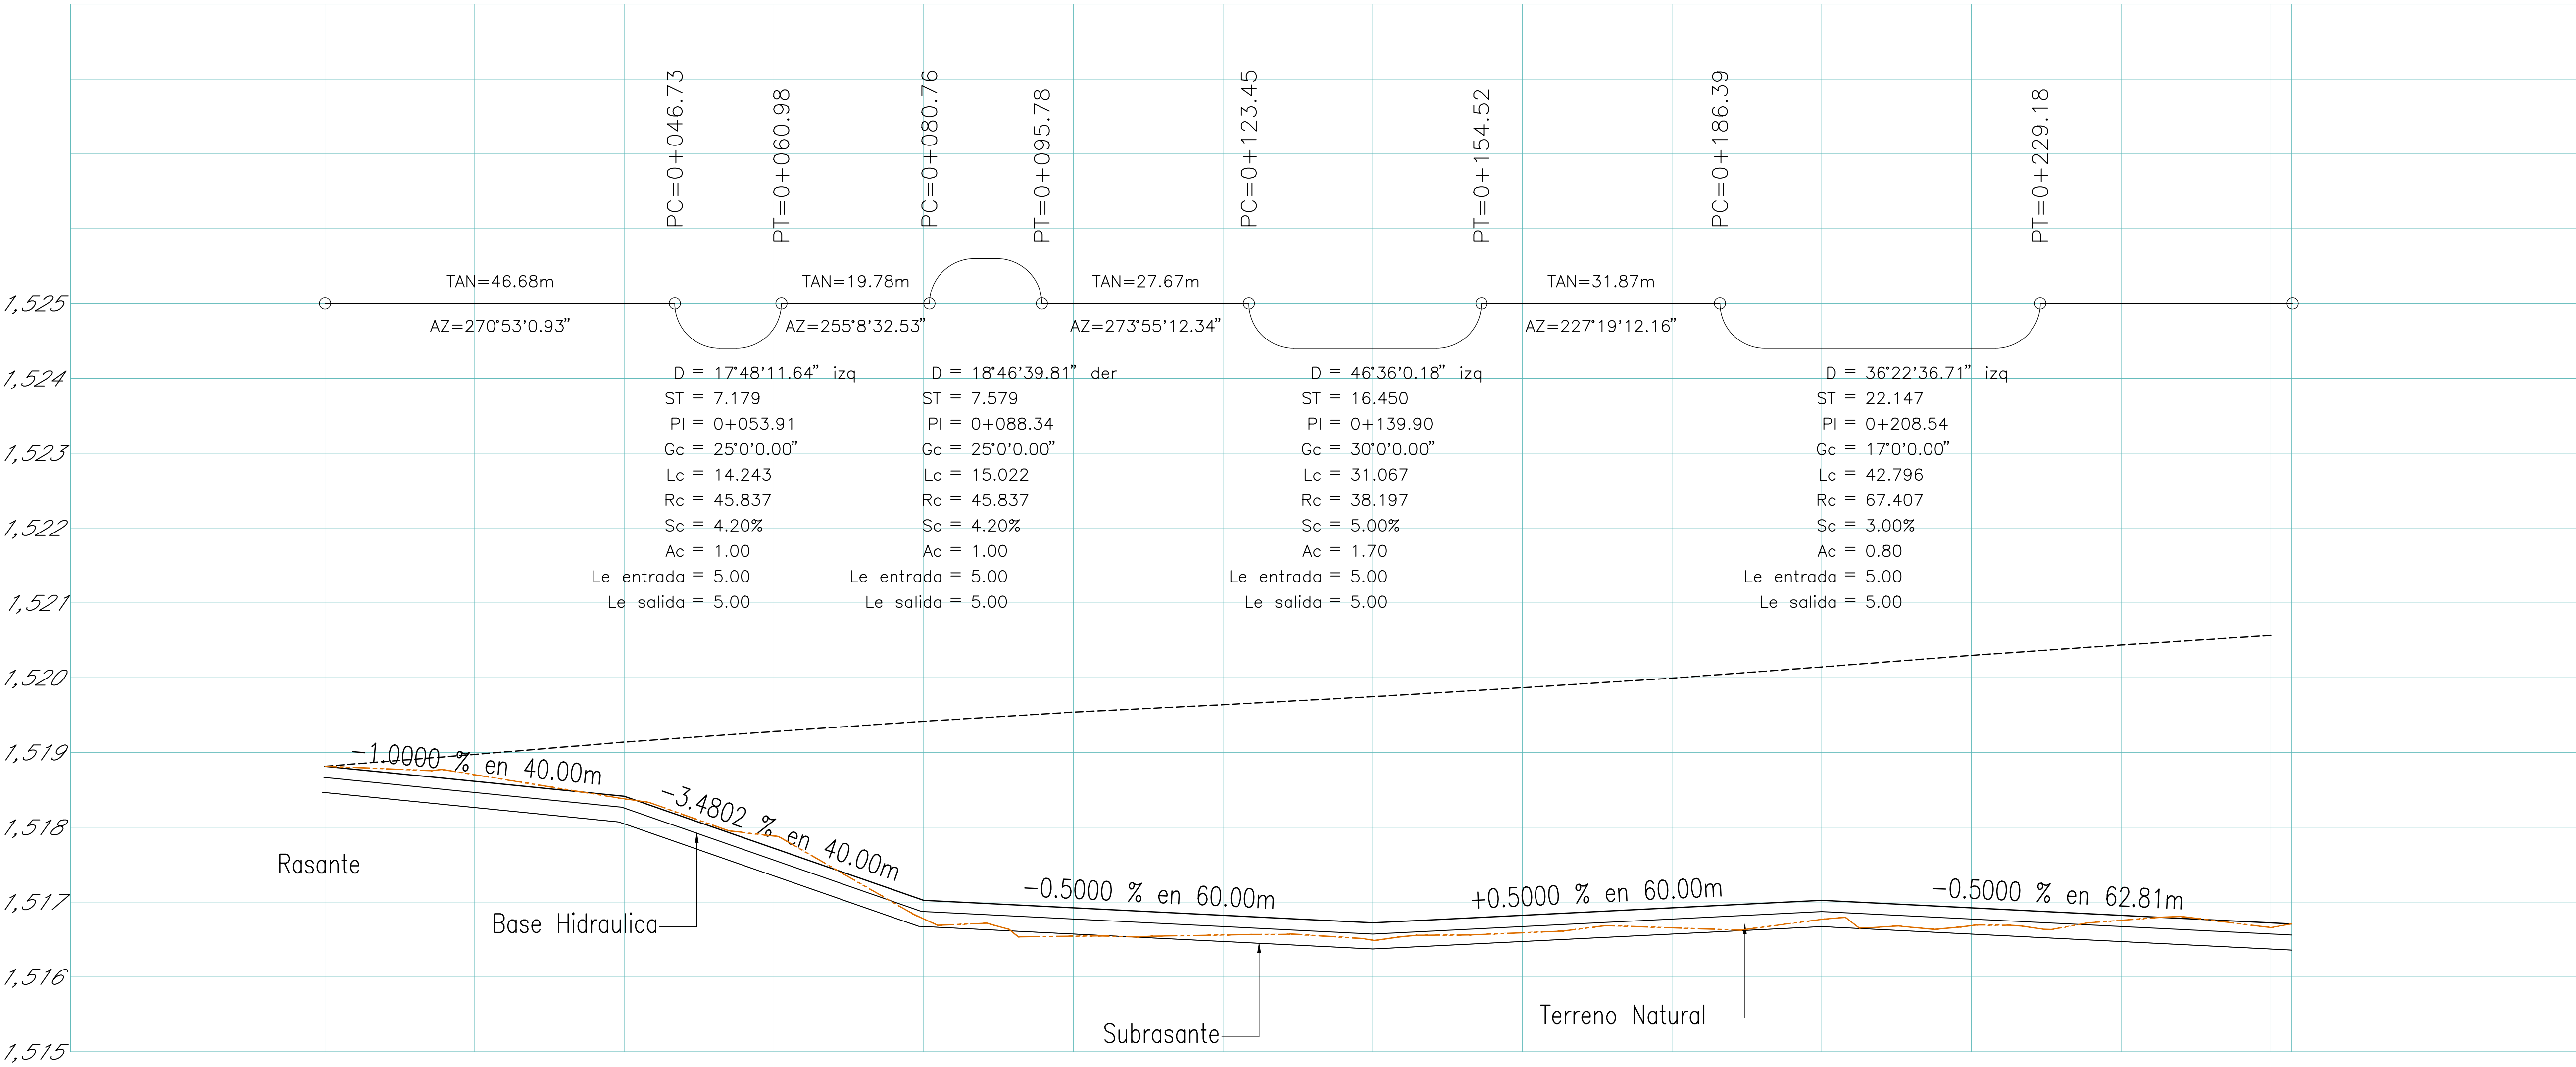 PC=0+046.73
PT=0+060.98
PC=0+080.76
PT=0+095.78
PC=0+123.45
PT=0+154.52
PC=0+186.39
PT=0+229.18
TAN=46.68m
TAN=19.78m
TAN=27.67m
TAN=31.87m
AZ=270°53'0.93"
AZ=255°8'32.53"
AZ=273°55'12.34"
AZ=227°19'12.16"
D = 17°48'11.64" izq
ST = 7.179
PI = 0+053.91
Gc = 25°0'0.00"
Lc = 14.243
Rc = 45.837
Sc = 4.20%
Ac = 1.00
Le entrada = 5.00
Le salida = 5.00
D = 18°46'39.81" der
ST = 7.579
PI = 0+088.34
Gc = 25°0'0.00"
Lc = 15.022
Rc = 45.837
Sc = 4.20%
Ac = 1.00
Le entrada = 5.00
Le salida = 5.00
D = 46°36'0.18" izq
ST = 16.450
PI = 0+139.90
Gc = 30°0'0.00"
Lc = 31.067
Rc = 38.197
Sc = 5.00%
Ac = 1.70
Le entrada = 5.00
Le salida = 5.00
D = 36°22'36.71" izq
ST = 22.147
PI = 0+208.54
Gc = 17°0'0.00"
Lc = 42.796
Rc = 67.407
Sc = 3.00%
Ac = 0.80
Le entrada = 5.00
Le salida = 5.00
1,525
1,524
1,523
1,522
1,521
1,520
1,519
1,518
1,517
1,516
1,515
-1.0000 % en 40.00m
-3.4802 % en 40.00m
-0.5000 % en 60.00m
+0.5000 % en 60.00m
-0.5000 % en 62.81m
Rasante
Base Hidraulica
Subrasante
Terreno Natural